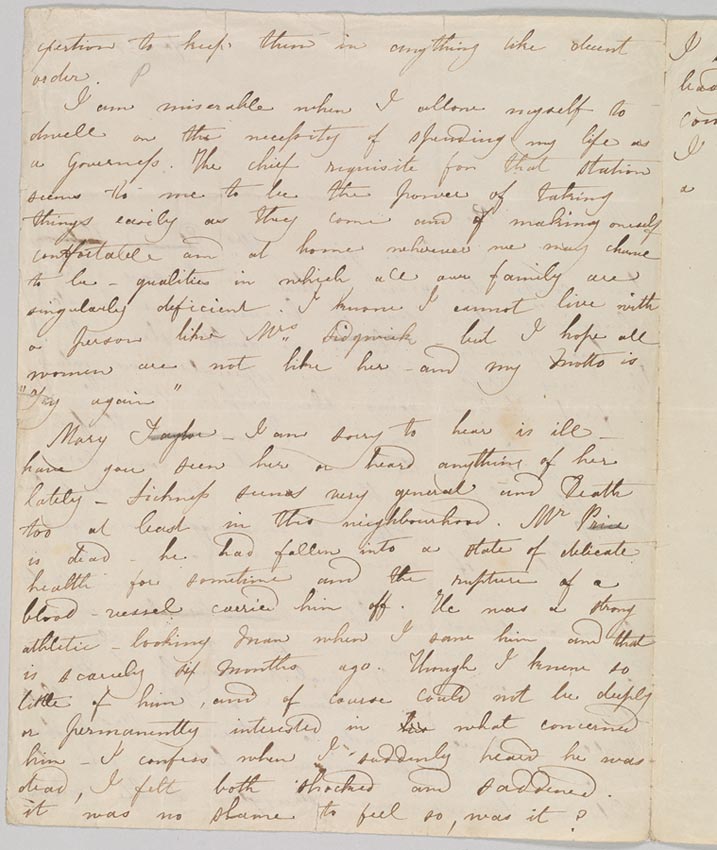 exertion to keep them in anything like decent
order.
I am miserable when I allow myself to
dwell on the necessity of spending my life as
a Governess. The chief requisite for that station
seems to me to be the power of taking
things easily as they come and of making oneself
comfortable and at home wherever we may chance
to be - qualities in which all our family are
singularly deficient. I know I cannot live with
a person like Mrs Sidgwick - but I hope all
women are not like her - and my motto is
"Try again"
Mary Taylor - I am sorry to hear is ill -
have you seen her or heard anything of her
lately - Sickness seems very general and Death
too at least in this neighbourhood. Mr Price
is dead - he had fallen into a state of delicate
health for sometime and the rupture of a
blood-vessel carried him off. He was a strong
athletic-looking man when I saw him and that
is scarcely six months ago. Though I knew so
little of him, and of course could not be deeply
or permanently interested in what concerned
him - I confess when I suddenly heard he was
dead, I felt both shocked and saddened.
it was no shame to feel so, was it?
I
lead
I
a